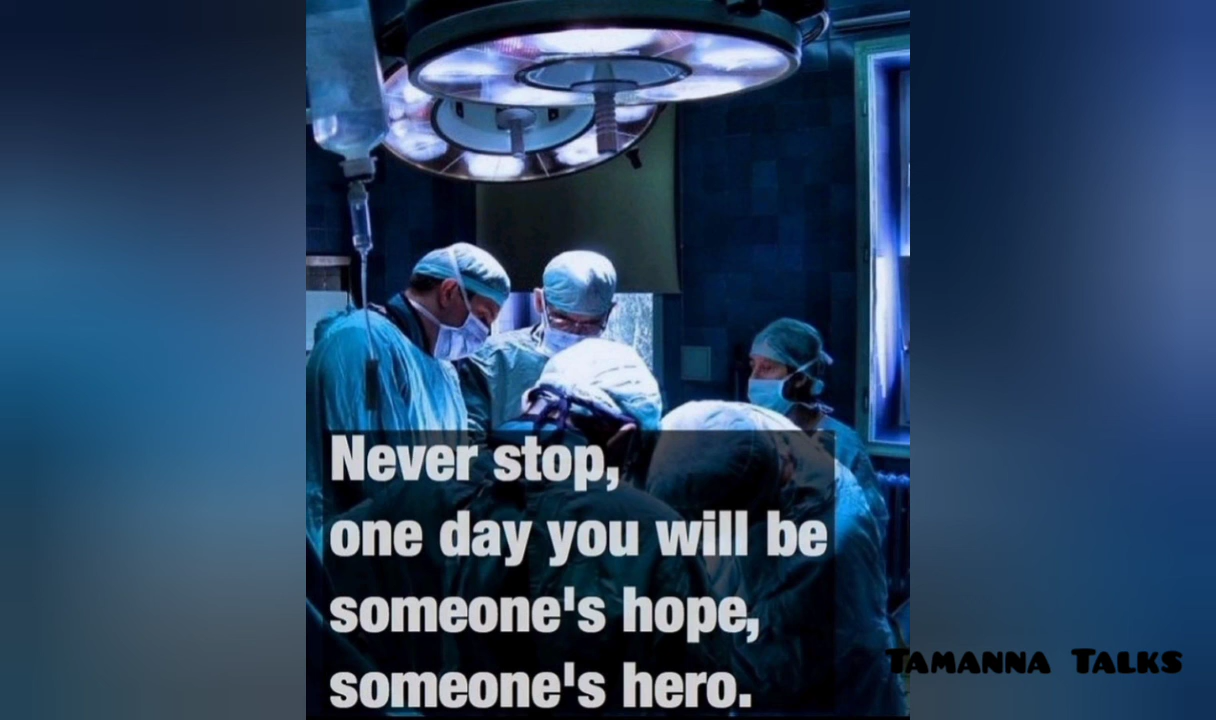 Never stop,
one day you will be
someone's hope,
someone's hero.
Tamanna Talks